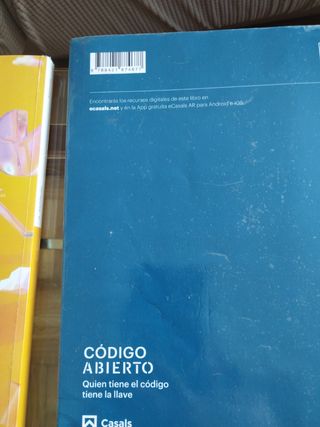 Encontrarás los recursos digitales de este libro en
ecasals.net y en la App gratuita eCasals AR para Android e iOS
CÓDIGO
ABIERTO
Quien tiene el código
tiene la llave
Casals